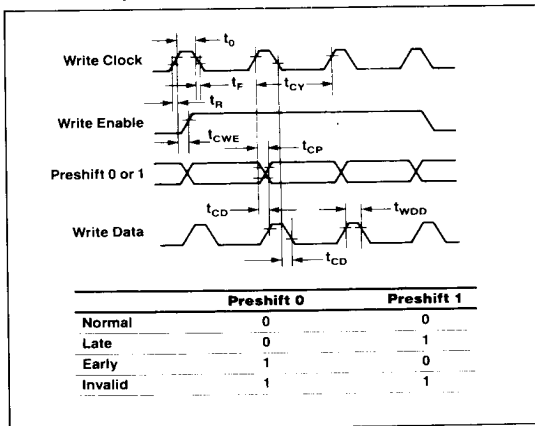 t0
Write Clock
tF
tCY
tR
Write Enable
tCWE
tCP
Preshift 0 or 1
tCD
tWDD
Write Data
tCD
Preshift 0 Preshift 1
Normal 0 0
Late 0 1
Early 1 0
Invalid 1 1